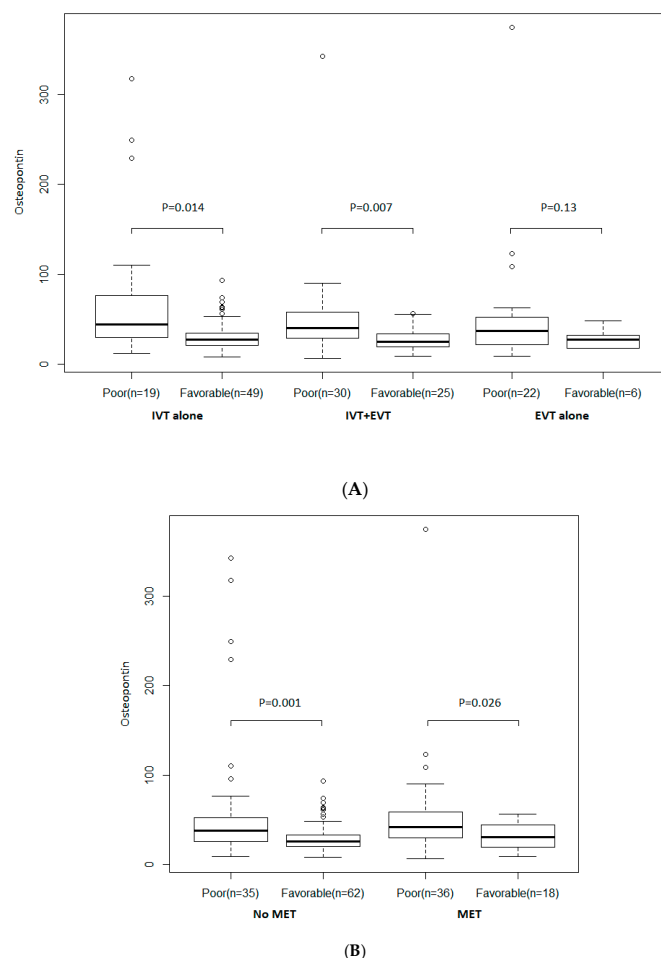 300
200
100
0
Osteopontin
P=0.014
P=0.007
P=0.13
Poor(n=19) Favorable(n=49) Poor(n=30) Favorable(n=25) Poor(n=22) Favorable(n=6)
IVT alone IVT+EVT EVT alone
(A)
300
200
100
0
Osteopontin
P=0.001
P=0.026
Poor(n=35) Favorable(n=62) Poor(n=36) Favorable(n=18)
No MET MET
(B)